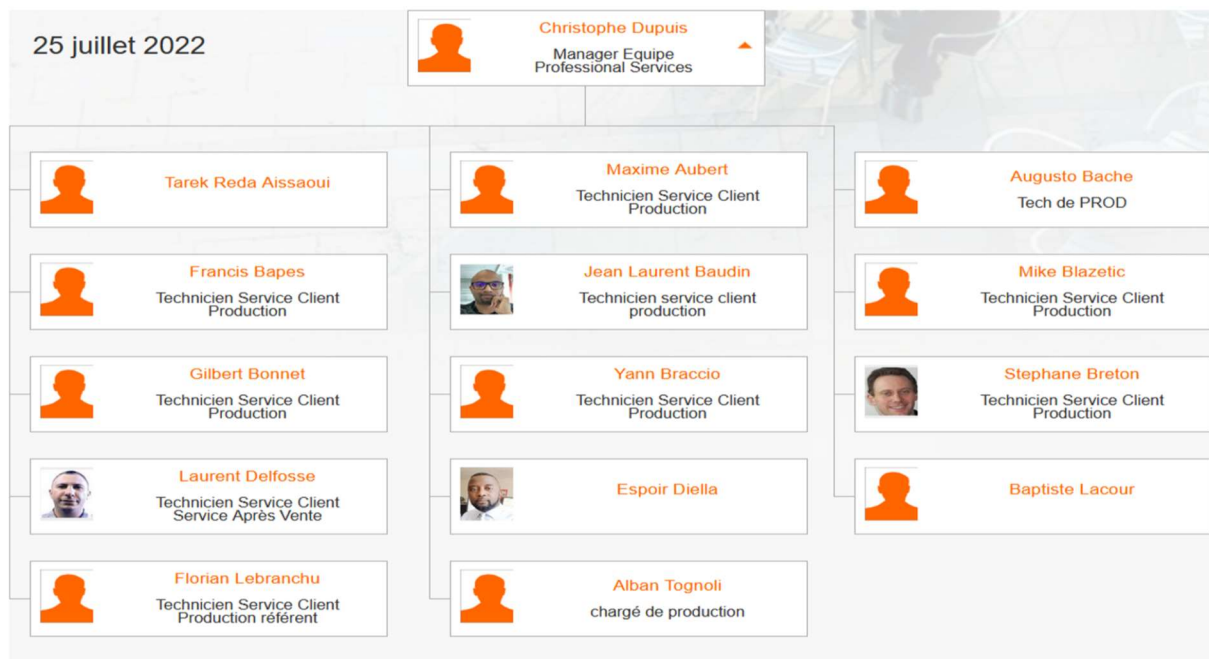 25 juillet 2022
Christophe Dupuis
Manager Equipe
Professional Services
Tarek Reda Aissaoui
Maxime Aubert
Technicien Service Client
Production
Augusto Bache
Tech de PROD
Francis Bapes
Technicien Service Client
Production
Jean Laurent Baudin
Technicien service client
production
Mike Blazetic
Technicien Service Client
Production
Gilbert Bonnet
Technicien Service Client
Production
Yann Braccio
Technicien Service Client
Production
Stephane Breton
Technicien Service Client
Production
Laurent Delfosse
Technicien Service Client
Service Après Vente
Espoir Diella
Baptiste Lacour
Florian Lebranchu
Technicien Service Client
Production référent
Alban Tognoli
chargé de production